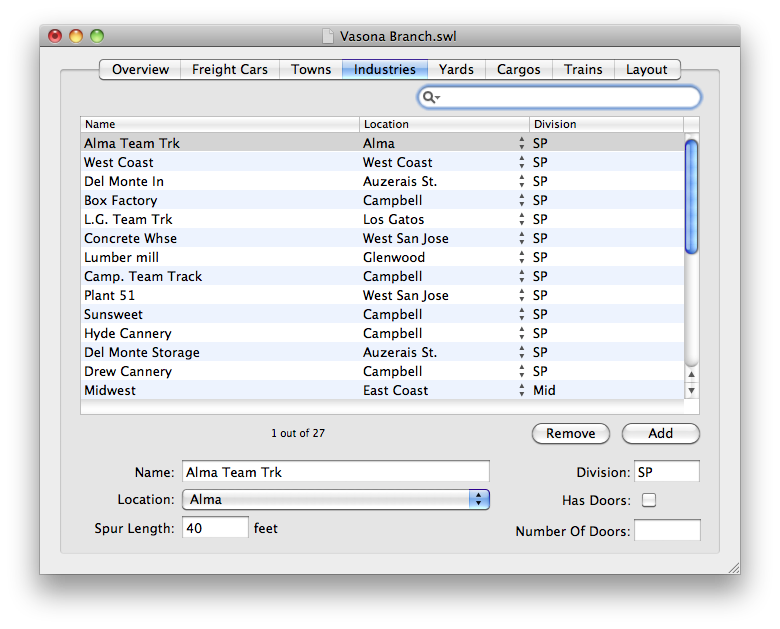 Vasona Branch.swl
Overview Freight Cars Towns Industries Yards Cargos Trains Layout
Name Location Division
Alma Team Trk Alma SP
West Coast West Coast SP
Del Monte In Auzerais St. SP
Box Factory Campbell SP
L.G. Team Trk Los Gatos SP
Concrete Whse West San Jose SP
Lumber mill Glenwood SP
Camp. Team Track Campbell SP
Plant 51 West San Jose SP
Sunsweet Campbell SP
Hyde Cannery Campbell SP
Del Monte Storage Auzerais St. SP
Drew Cannery Campbell SP
Midwest East Coast Mid
1 out of 27 Remove Add
Name: Alma Team Trk Division: SP
Location: Alma Has Doors:
Spur Length: 40 feet Number Of Doors: